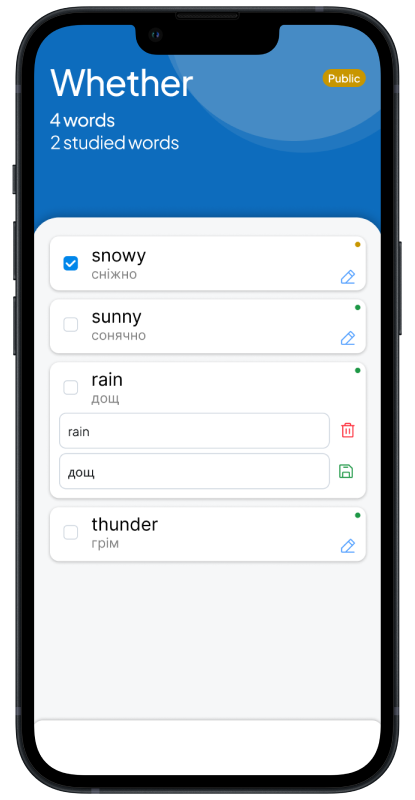 Whether
Public
4 words
2 studied words
snowy
сніжно
sunny
сонячно
rain
дощ
rain
дощ
thunder
грім